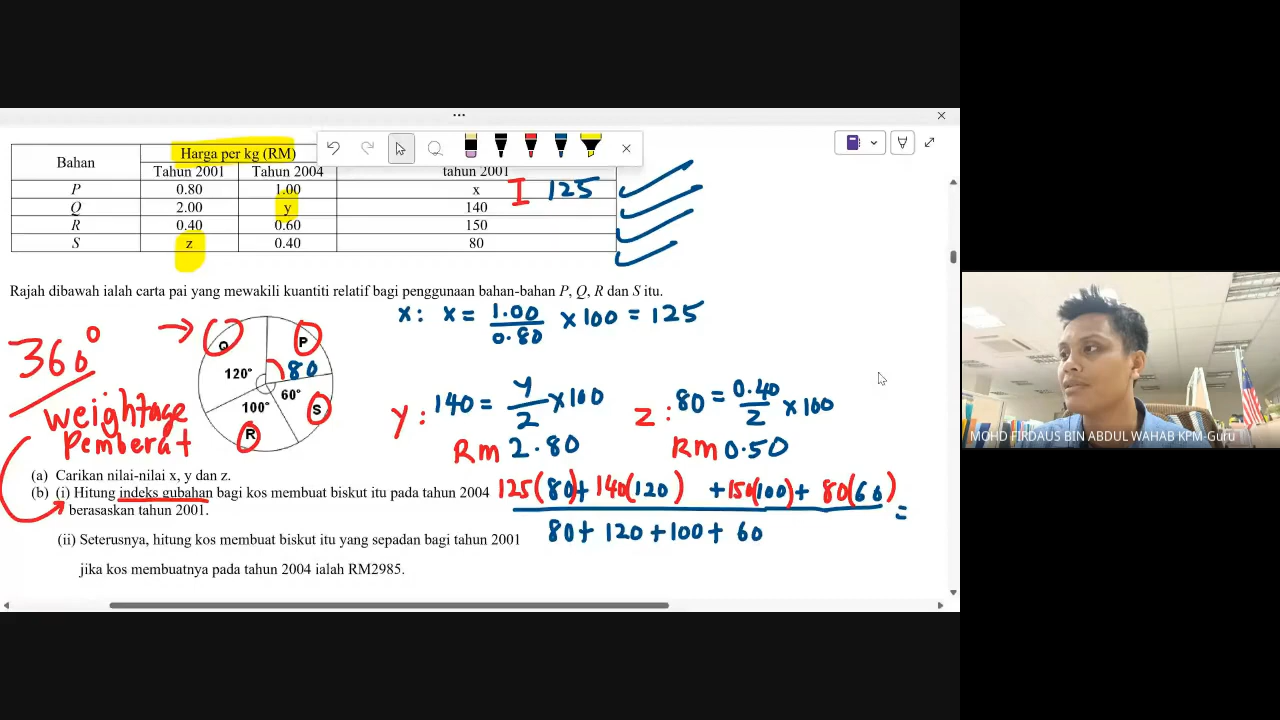 Bahan Harga per kg (RM)
Tahun 2001 Tahun 2004 tahun 2001
P 0.80 1.00 x I 125
Q 2.00 y 140
R 0.40 0.60 150
S z 0.40 80
Rajah dibawah ialah carta pai yang mewakili kuantiti relatif bagi penggunaan bahan-bahan P, Q, R dan S itu.
x: x = 1.00/0.80 x 100 = 125
360°
Q P
120° 80
60°
100° S
R
weightage
Pemberat
y: 140 = y/2 x 100
Rm 2.80
z: 80 = 0.40/z x 100
Rm 0.50
MOHD FIRDAUS BIN ABDUL WAHAB KPM-Guru
(a) Carikan nilai-nilai x, y dan z.
(b) (i) Hitung indeks gubahan bagi kos membuat biskut itu pada tahun 2004
berasaskan tahun 2001.
125(80)+140(120) +150(100)+ 80(60) =
80+ 120 +100 + 60
(ii) Seterusnya, hitung kos membuat biskut itu yang sepadan bagi tahun 2001
jika kos membuatnya pada tahun 2004 ialah RM2985.